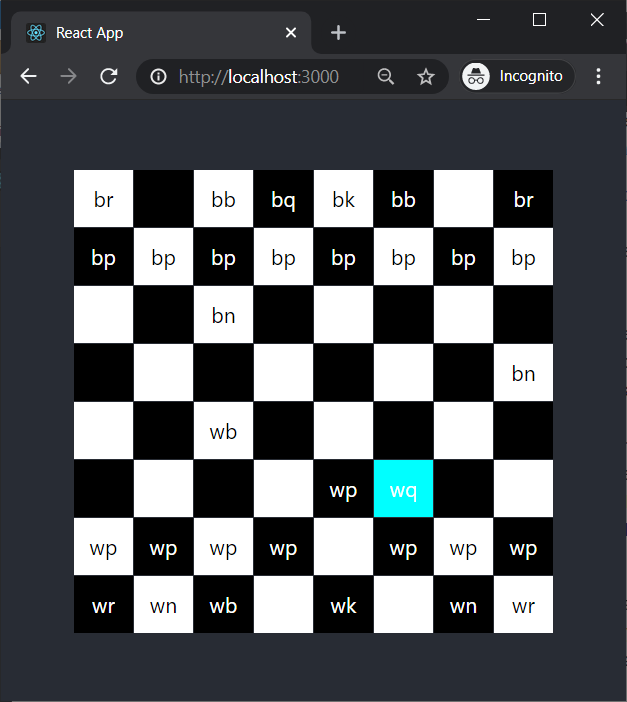 React App
http://localhost:3000 Incognito
br bb bq bk bb br
bp bp bp bp bp bp bp bp
bn
bn
wb
wp wq
wp wp wp wp wp wp wp
wr wn wb wk wn wr